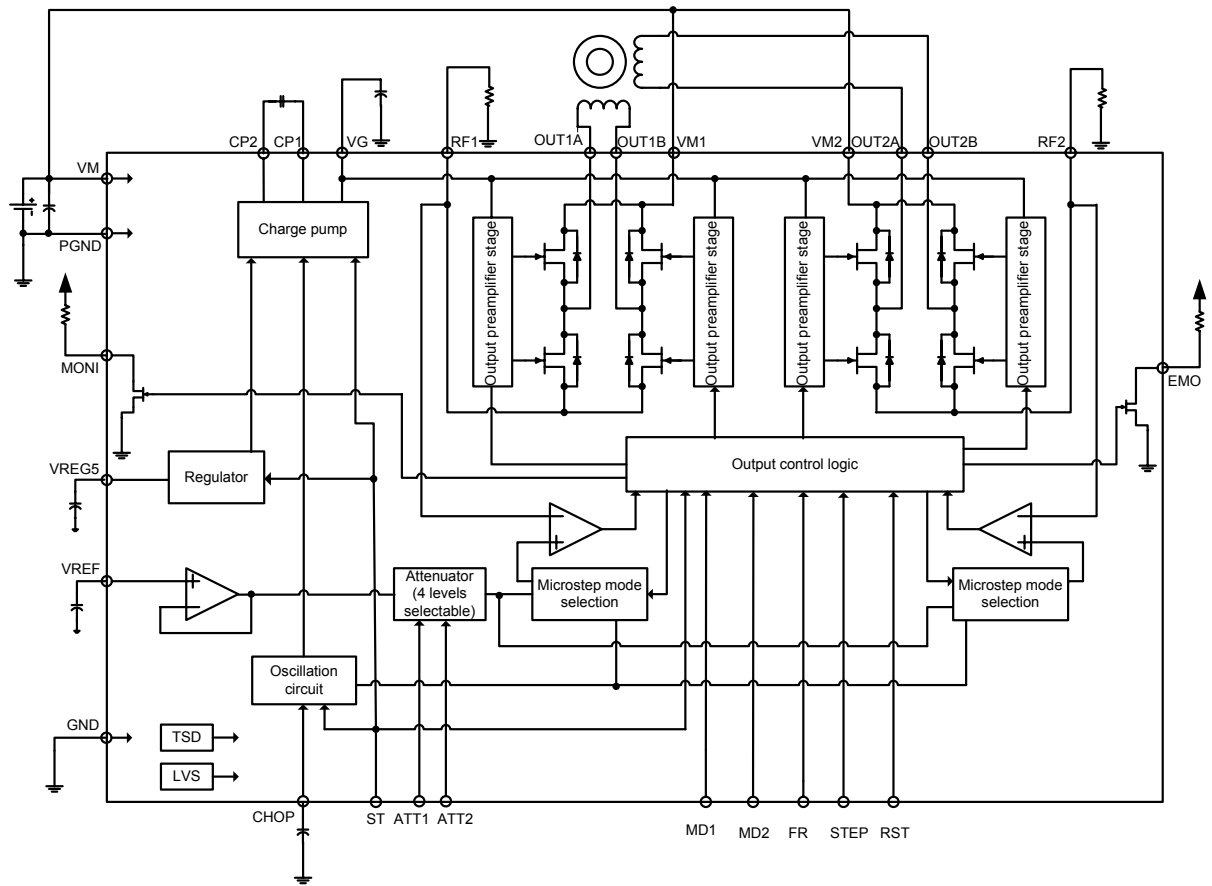 CP2 CP1 VG RF1 OUT1A OUT1B VM1 VM2 OUT2A OUT2B RF2
VM
PGND
MONI
VREG5
VREF
GND
EMO
Charge pump
Output preamplifier stage
Output preamplifier stage
Output preamplifier stage
Output preamplifier stage
Output control logic
Regulator
Attenuator
(4 levels
selectable)
Microstep mode
selection
Microstep mode
selection
Oscillation
circuit
TSD
LVS
CHOP ST ATT1 ATT2 MD1 MD2 FR STEP RST